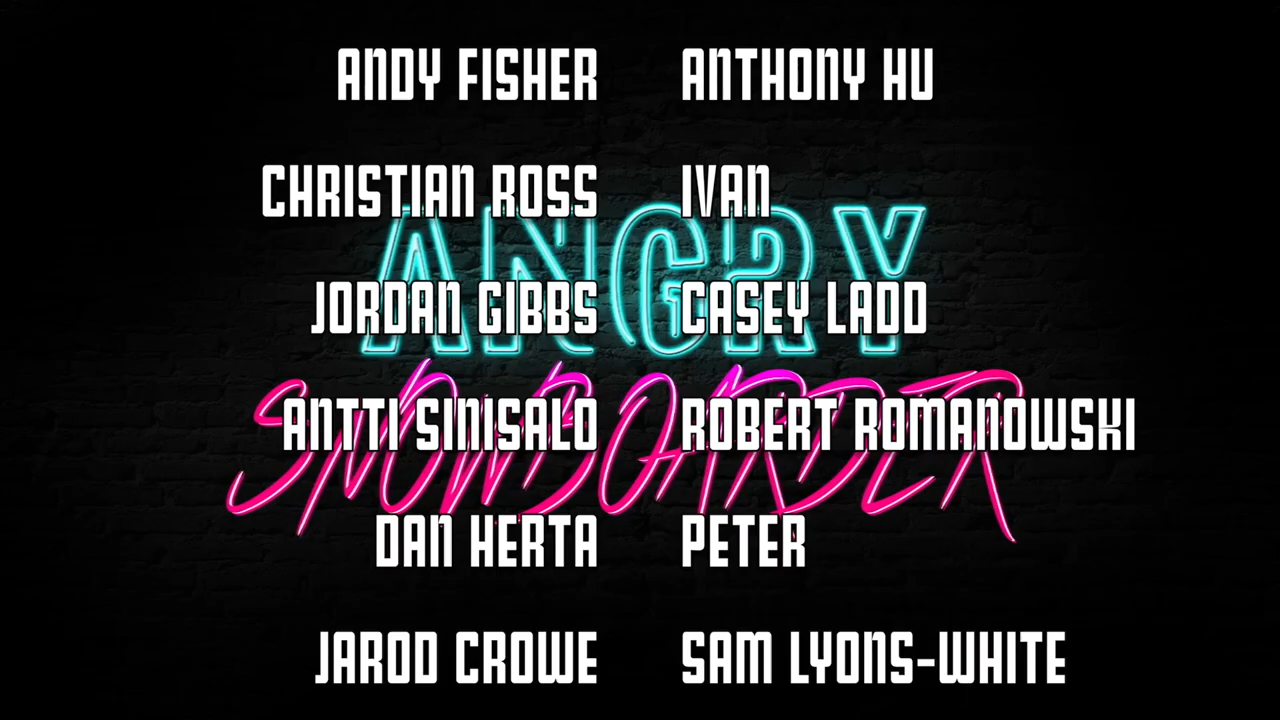 ANDY FISHER
ANTHONY HU
CHRISTIAN ROSS
IVAN
ANGRY
JORDAN GIBBS
CASEY LADD
SNOWBOARDER
ANTTI SINISALO
ROBERT ROMANOWSKI
DAN HERTA
PETER
JAROD CROWE
SAM LYONS-WHITE